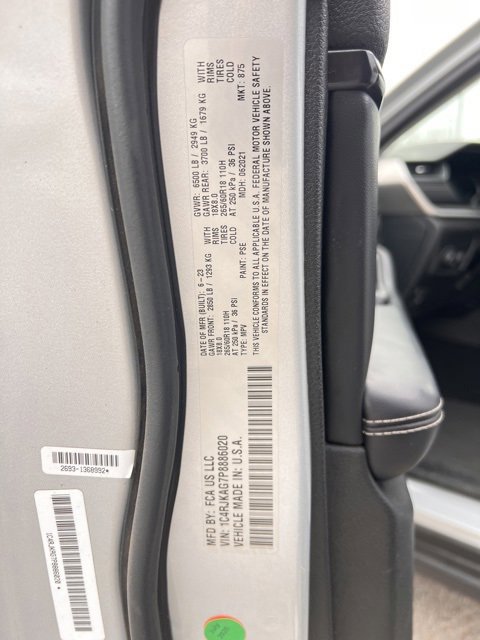 MFD BY: FCA US LLC
VIN: 1C4RJKAG7P8886020
VEHICLE MADE IN: U.S.A.
DATE OF MFR (BUILT): 6-23
GAWR FRONT: 2850 LB / 1293 KG WITH
18X8.0 RIMS
265/60R18 110H TIRES
AT 250 kPa / 36 PSI COLD
TYPE: MPV PAINT: PSE
GVWR: 6500 LB / 2949 KG
GAWR REAR: 3700 LB / 1679 KG WITH
18X8.0 RIMS
265/60R18 110H TIRES
AT 250 kPa / 36 PSI COLD
MDH: 062021 MKT: 875
THIS VEHICLE CONFORMS TO ALL APPLICABLE U.S.A. FEDERAL MOTOR VEHICLE SAFETY
STANDARDS IN EFFECT ON THE DATE OF MANUFACTURE SHOWN ABOVE.
2693-1368992*
1C4RJKAG7P8886020 *